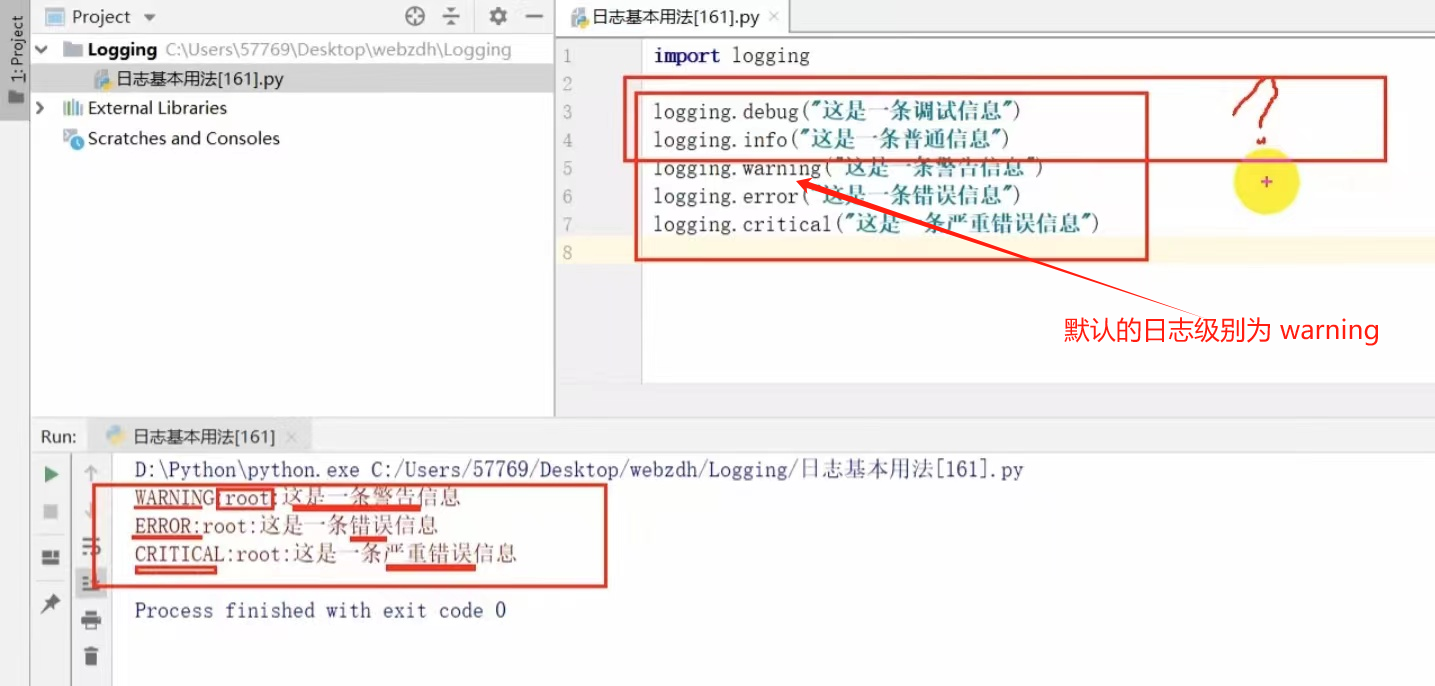 1: Project
Project
Logging C:\Users\57769\Desktop\webzdh\Logging
日志基本用法[161].py
External Libraries
Scratches and Consoles
日志基本用法[161].py
1 import logging
2
3 logging.debug("这是一条调试信息")
4 logging.info("这是一条普通信息")
5 logging.warning("这是一条警告信息")
6 logging.error("这是一条错误信息")
7 logging.critical("这是一条严重错误信息")
8
?
默认的日志级别为 warning
Run: 日志基本用法[161]
D:\Python\python.exe C:/Users/57769/Desktop/webzdh/Logging/日志基本用法[161].py
WARNING:root:这是一条警告信息
ERROR:root:这是一条错误信息
CRITICAL:root:这是一条严重错误信息
Process finished with exit code 0